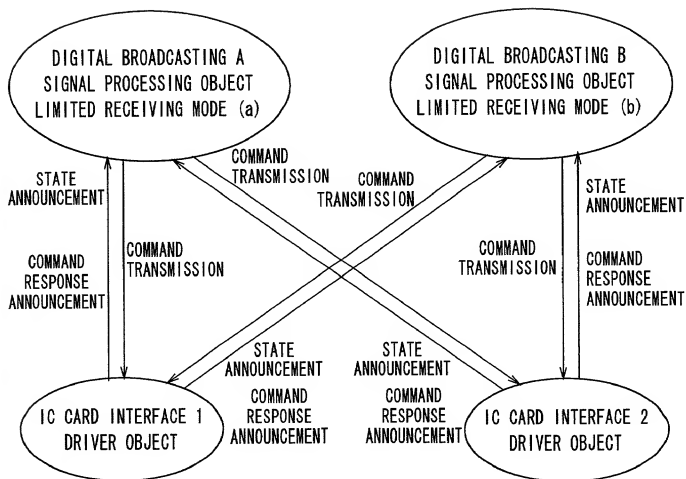 DIGITAL BROADCASTING A
SIGNAL PROCESSING OBJECT
LIMITED RECEIVING MODE (a)
DIGITAL BROADCASTING B
SIGNAL PROCESSING OBJECT
LIMITED RECEIVING MODE (b)
STATE
ANNOUNCEMENT
COMMAND
TRANSMISSION
COMMAND
TRANSMISSION
STATE
ANNOUNCEMENT
COMMAND
RESPONSE
ANNOUNCEMENT
COMMAND
TRANSMISSION
COMMAND
TRANSMISSION
COMMAND
RESPONSE
ANNOUNCEMENT
STATE
ANNOUNCEMENT
COMMAND
RESPONSE
ANNOUNCEMENT
STATE
ANNOUNCEMENT
COMMAND
RESPONSE
ANNOUNCEMENT
IC CARD INTERFACE 1
DRIVER OBJECT
IC CARD INTERFACE 2
DRIVER OBJECT